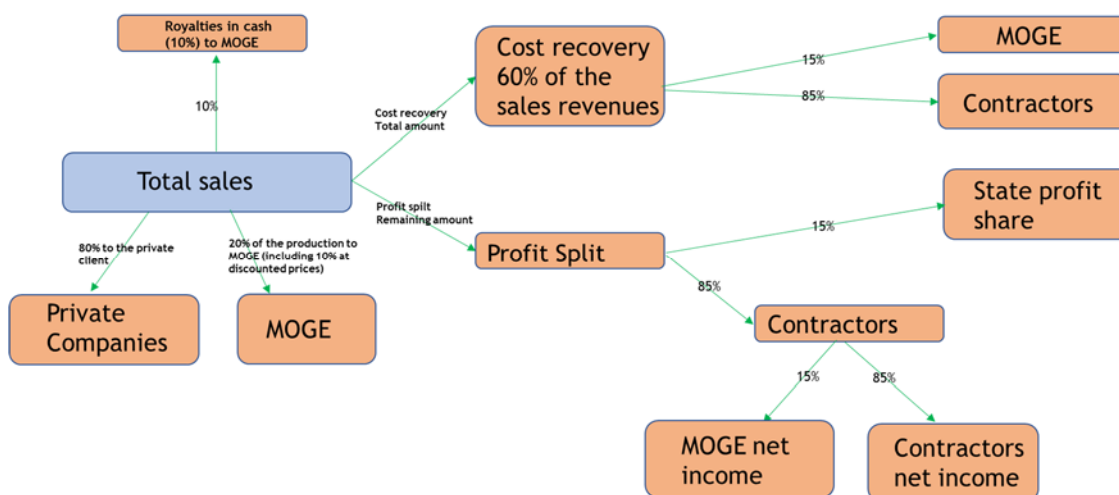 Royalties in cash
(10%) to MOGE
10%
Total sales
80% to the private
client
20% of the production to
MOGE (including 10% at
discounted prices)
Private
Companies
MOGE
Cost recovery
Total amount
Profit spilt
Remaining amount
Cost recovery
60% of the
sales revenues
15%
85%
MOGE
Contractors
Profit Split
15%
State profit
share
85%
Contractors
15%
85%
MOGE net
income
Contractors
net income